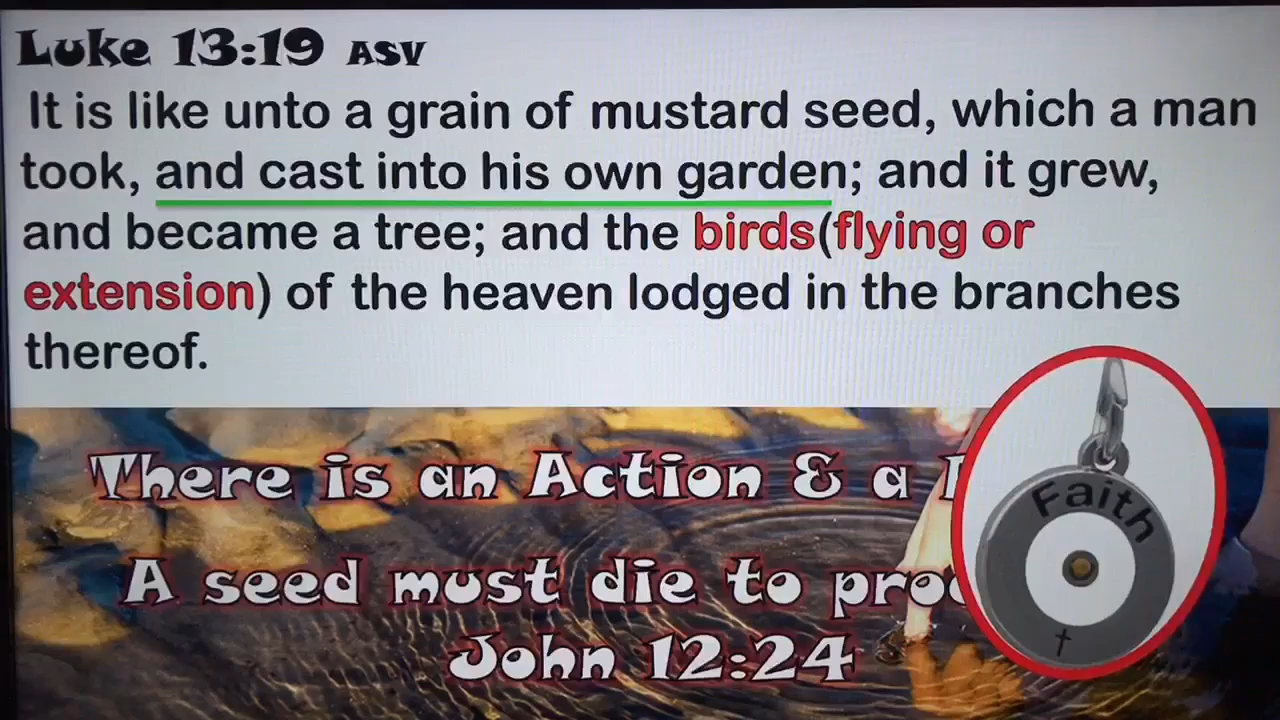 Luke 13:19 ASV
It is like unto a grain of mustard seed, which a man
took, and cast into his own garden; and it grew,
and became a tree; and the birds(flying or
extension) of the heaven lodged in the branches
thereof.
There is an Action & a
Faith
A seed must die to
John 12:24